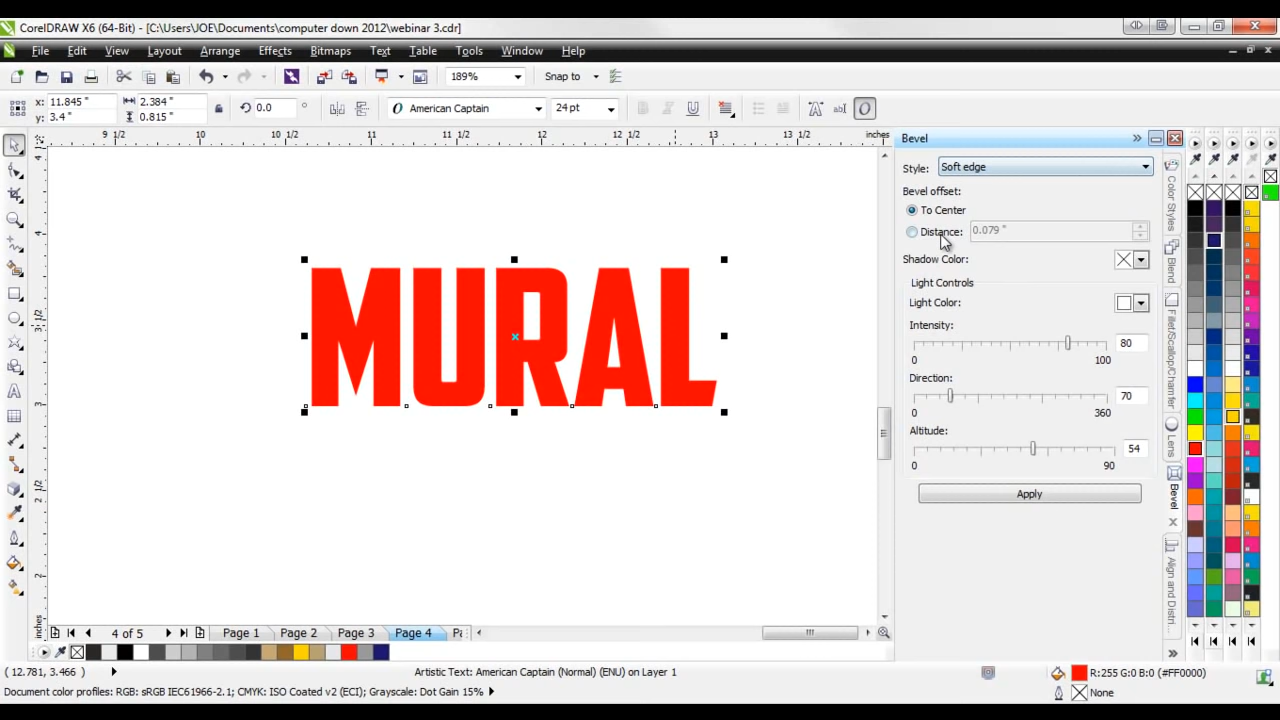 CorelDRAW X6 (64-Bit) - [C:\Users\JOE\Documents\computer down 2012\webinar 3.cdr]
File Edit View Layout Arrange Effects Bitmaps Text Table Tools Window Help
189% Snap to
x: 11.845 " 2.384 " 0.0 ° O American Captain 24 pt
y: 3.4 " 0.815 "
9 1/2 10 10 1/2 11 11 1/2 12 12 1/2 13 13 1/2 inches
Bevel
Style: Soft edge
Bevel offset:
To Center
Distance: 0.079 "
Shadow Color:
Light Controls
Light Color:
Intensity:
80
0 100
Direction:
70
0 360
Altitude:
54
0 90
Apply
Color Styles
Blend
Fillet/Scallop/Chamfer
Lens
Bevel
Align and Distri...
MURAL
4 of 5 Page 1 Page 2 Page 3 Page 4
( 12.781, 3.466 ) Artistic Text: American Captain (Normal) (ENU) on Layer 1 R:255 G:0 B:0 (#FF0000)
Document color profiles: RGB: sRGB IEC61966-2.1; CMYK: ISO Coated v2 (ECI); Grayscale: Dot Gain 15% None